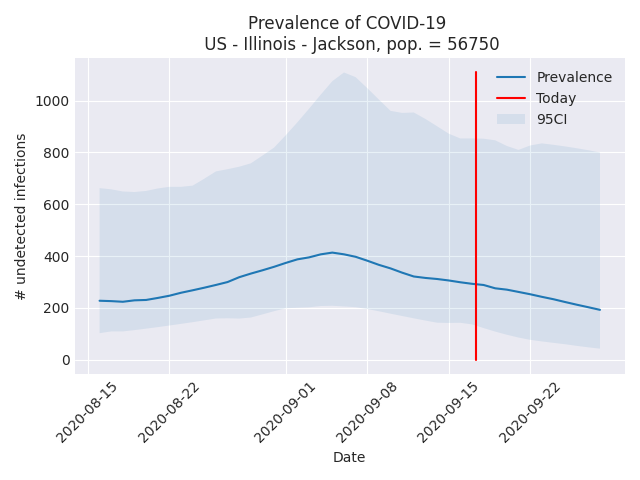 Prevalence of COVID-19
US - Illinois - Jackson, pop. = 56750
Prevalence
Today
95CI
# undetected infections
1000
800
600
400
200
0
2020-08-15
2020-08-22
2020-09-01
2020-09-08
2020-09-15
2020-09-22
Date